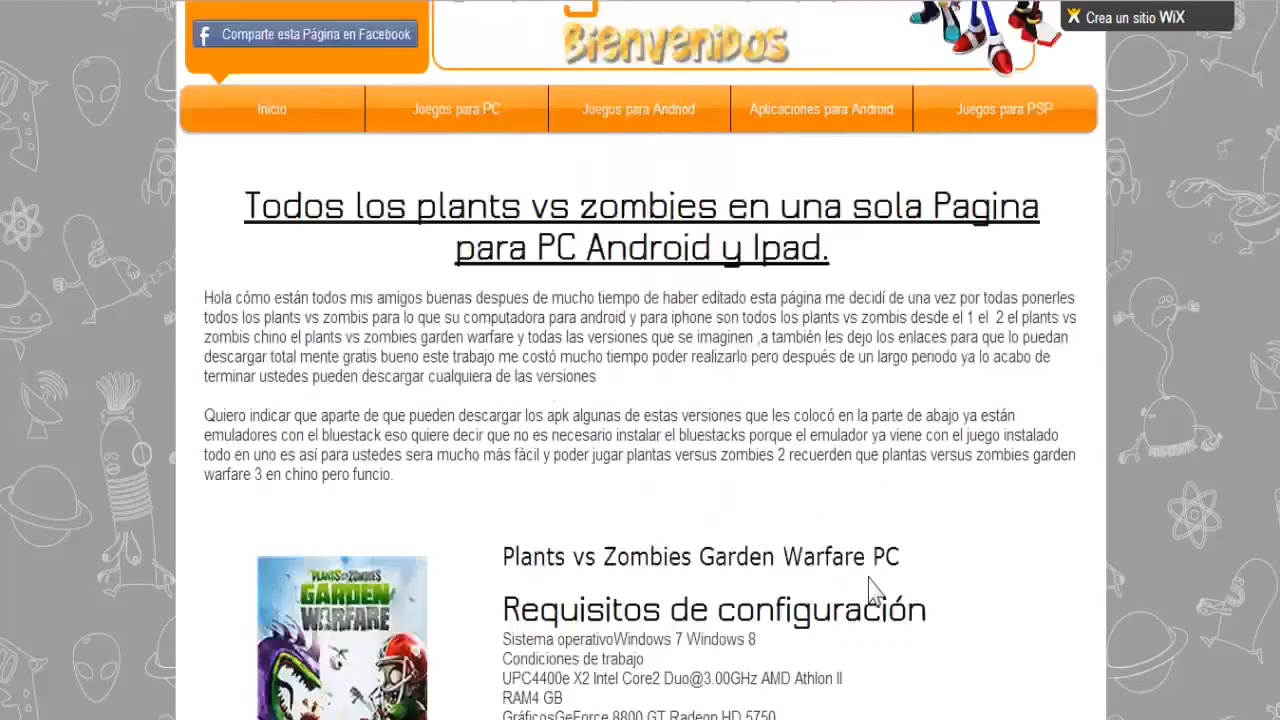 Comparte esta Página en Facebook
Bienvenidos
Crea un sitio WiX
Inicio
Juegos para PC
Juegos para Andriod
Aplicaciones para Android
Juegos para PSP
Todos los plants vs zombies en una sola Pagina
para PC Android y Ipad.
Hola cómo están todos mis amigos buenas despues de mucho tiempo de haber editado esta página me decidí de una vez por todas ponerles
todos los plants vs zombis para lo que su computadora para android y para iphone son todos los plants vs zombis desde el 1 el 2 el plants vs
zombis chino el plants vs zombies garden warfare y todas las versiones que se imaginen ,a también les dejo los enlaces para que lo puedan
descargar total mente gratis bueno este trabajo me costó mucho tiempo poder realizarlo pero después de un largo periodo ya lo acabo de
terminar ustedes pueden descargar cualquiera de las versiones
Quiero indicar que aparte de que pueden descargar los apk algunas de estas versiones que les colocó en la parte de abajo ya están
emuladores con el bluestack eso quiere decir que no es necesario instalar el bluestacks porque el emulador ya viene con el juego instalado
todo en uno es así para ustedes sera mucho más fácil y poder jugar plantas versus zombies 2 recuerden que plantas versus zombies garden
warfare 3 en chino pero funcio.
Plants vs Zombies Garden Warfare PC
PLANTS vs ZOMBIES
GARDEN
WARFARE
Requisitos de configuración
Sistema operativoWindows 7 Windows 8
Condiciones de trabajo
UPC4400e X2 Intel Core2 Duo@3.00GHz AMD Athlon II
RAM4 GB
GráficosGeForce 8800 GT Radeon HD 5750